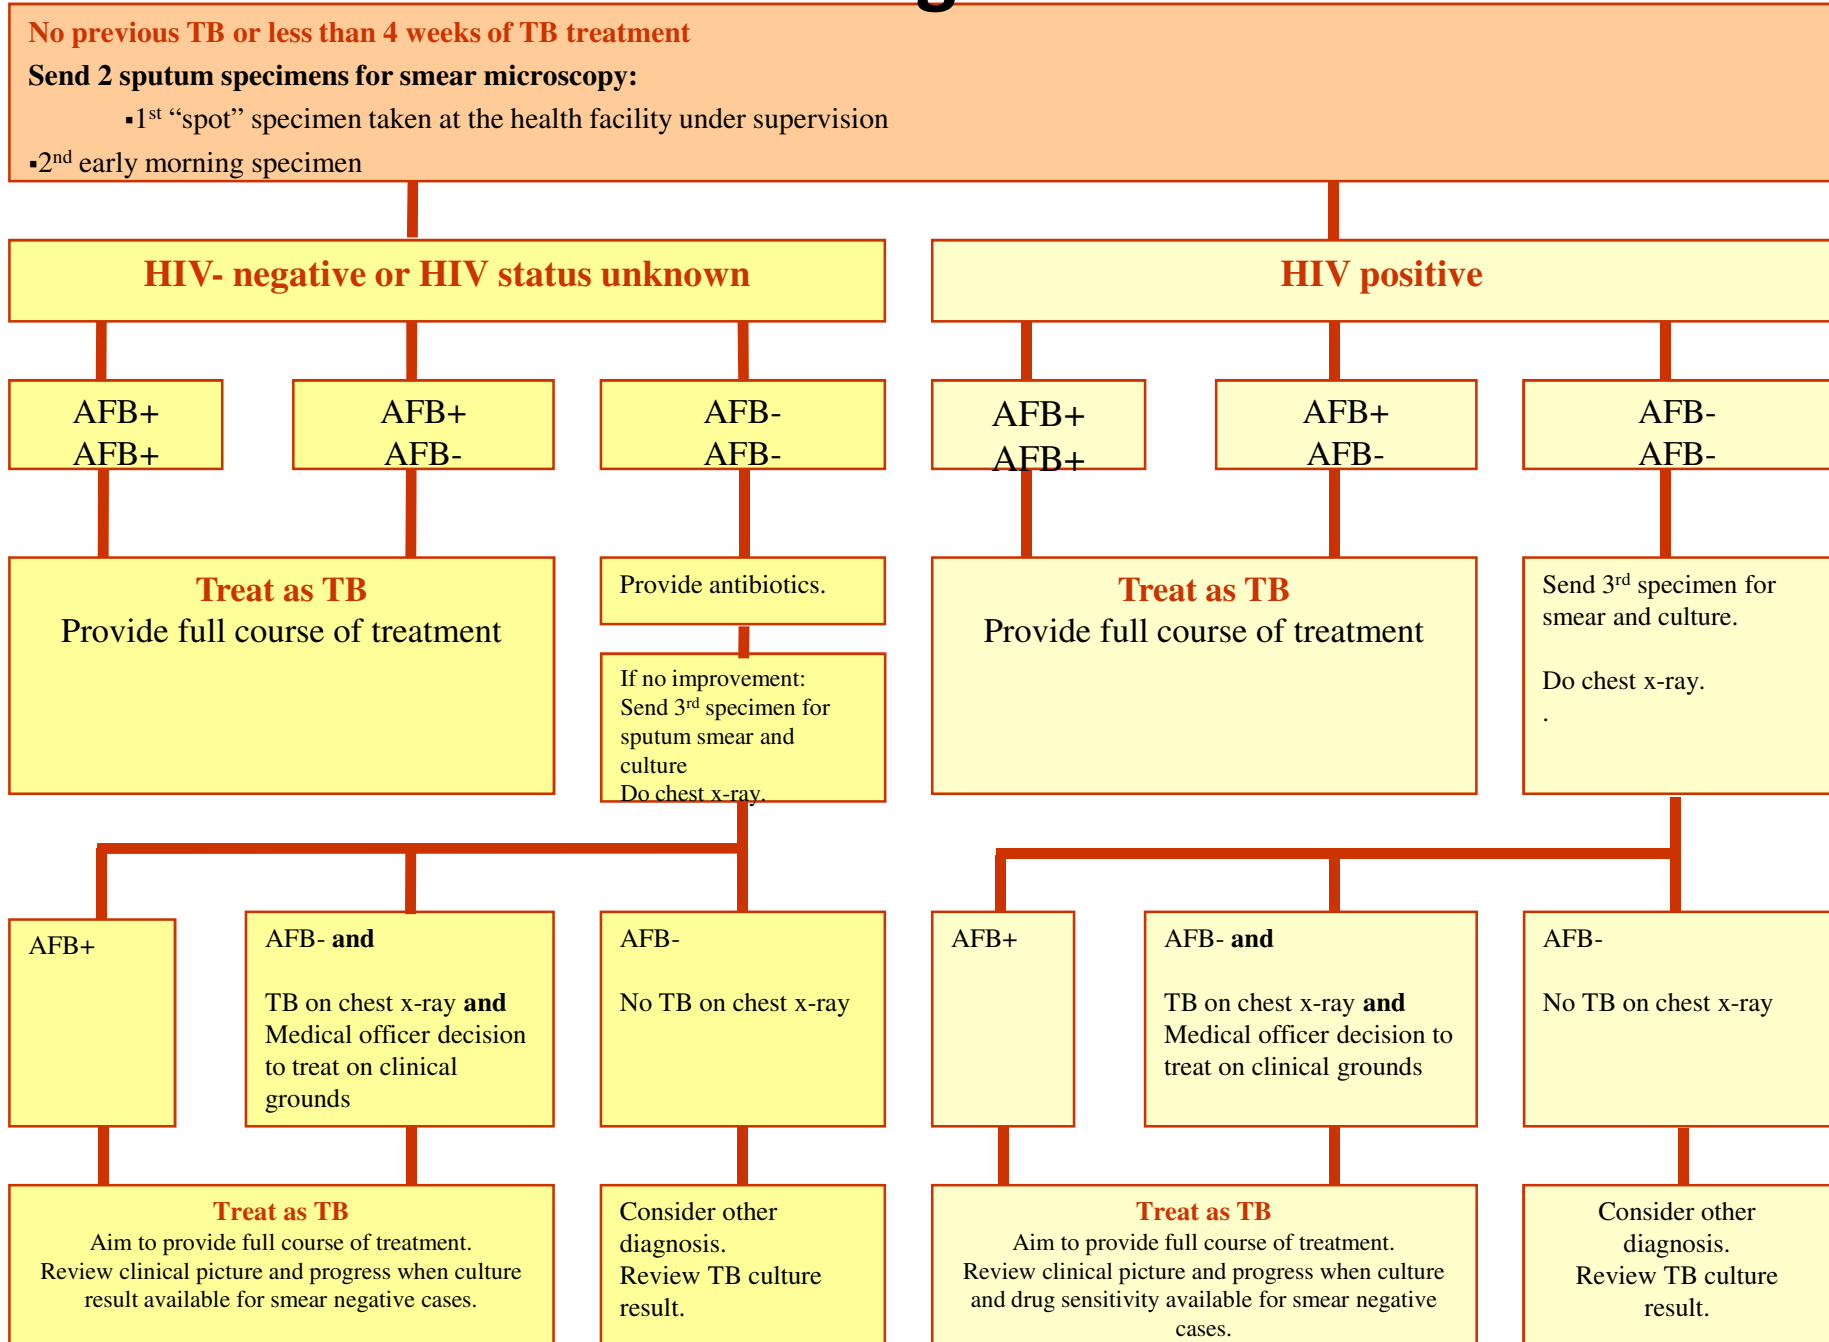 No previous TB or less than 4 weeks of TB treatment
Send 2 sputum specimens for smear microscopy:
▪1st “spot” specimen taken at the health facility under supervision
▪2nd early morning specimen
HIV- negative or HIV status unknown
HIV positive
AFB+
AFB+
AFB+
AFB-
AFB-
AFB-
AFB+
AFB+
AFB+
AFB-
AFB-
AFB-
Treat as TB
Provide full course of treatment
Provide antibiotics.
If no improvement:
Send 3rd specimen for
sputum smear and
culture
Do chest x-ray.
Treat as TB
Provide full course of treatment
Send 3rd specimen for
smear and culture.
Do chest x-ray.
.
AFB+
AFB- and
TB on chest x-ray and
Medical officer decision
to treat on clinical
grounds
AFB-
No TB on chest x-ray
AFB+
AFB- and
TB on chest x-ray and
Medical officer decision to
treat on clinical grounds
AFB-
No TB on chest x-ray
Treat as TB
Aim to provide full course of treatment.
Review clinical picture and progress when culture
result available for smear negative cases.
Consider other
diagnosis.
Review TB culture
result.
Treat as TB
Aim to provide full course of treatment.
Review clinical picture and progress when culture
and drug sensitivity available for smear negative
cases.
Consider other
diagnosis.
Review TB culture
result.